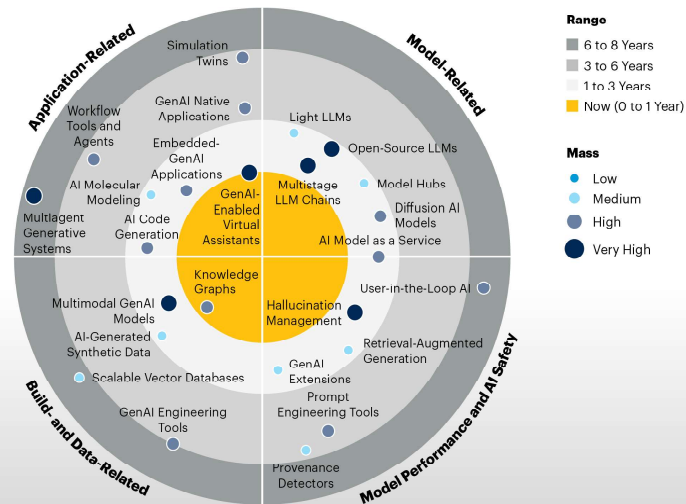 Application-Related
Simulation
Twins
GenAI Native
Applications
Workflow
Tools and
Agents
Embedded-
GenAI
Applications
AI Molecular
Modeling
GenAI-
Enabled
Virtual
Assistants
Multiagent
Generative
Systems
AI Code
Generation
Model-Related
Light LLMs
Open-Source LLMs
Multistage
LLM Chains
Model Hubs
Diffusion AI
Models
AI Model as a Service
Build- and Data-Related
Knowledge
Graphs
Multimodal GenAI
Models
AI-Generated
Synthetic Data
Scalable Vector Databases
GenAI Engineering
Tools
Model Performance and AI Safety
User-in-the-Loop AI
Hallucination
Management
Retrieval-Augmented
Generation
GenAI
Extensions
Prompt
Engineering Tools
Provenance
Detectors
Range
6 to 8 Years
3 to 6 Years
1 to 3 Years
Now (0 to 1 Year)
Mass
Low
Medium
High
Very High